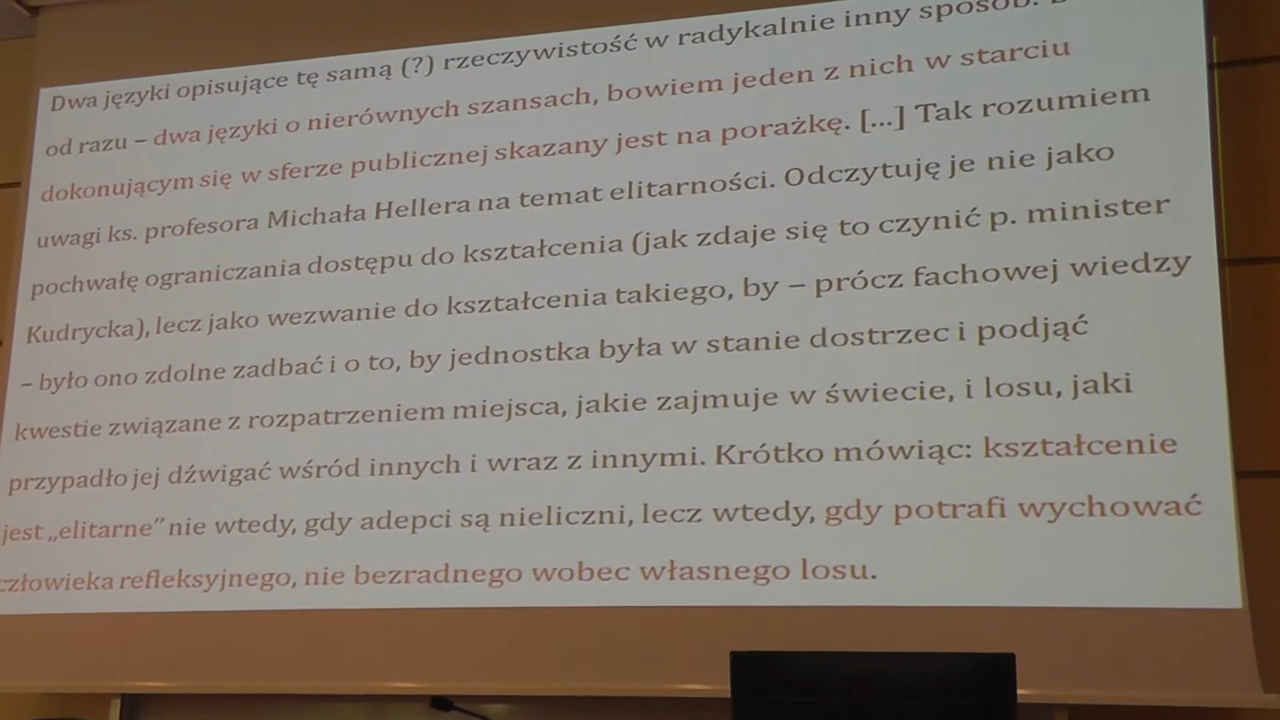 Dwa języki opisujące tę samą (?) rzeczywistość w radykalnie inny sposób.
od razu – dwa języki o nierównych szansach, bowiem jeden z nich w starciu
dokonującym się w sferze publicznej skazany jest na porażkę. [...] Tak rozumiem
uwagi ks. profesora Michała Hellera na temat elitarności. Odczytuję je nie jako
pochwałę ograniczania dostępu do kształcenia (jak zdaje się to czynić p. minister
Kudrycka), lecz jako wezwanie do kształcenia takiego, by – prócz fachowej wiedzy
– było ono zdolne zadbać i o to, by jednostka była w stanie dostrzec i podjąć
kwestie związane z rozpatrzeniem miejsca, jakie zajmuje w świecie, i losu, jaki
przypadło jej dźwigać wśród innych i wraz z innymi. Krótko mówiąc: kształcenie
jest „elitarne” nie wtedy, gdy adepci są nieliczni, lecz wtedy, gdy potrafi wychować
człowieka refleksyjnego, nie bezradnego wobec własnego losu.